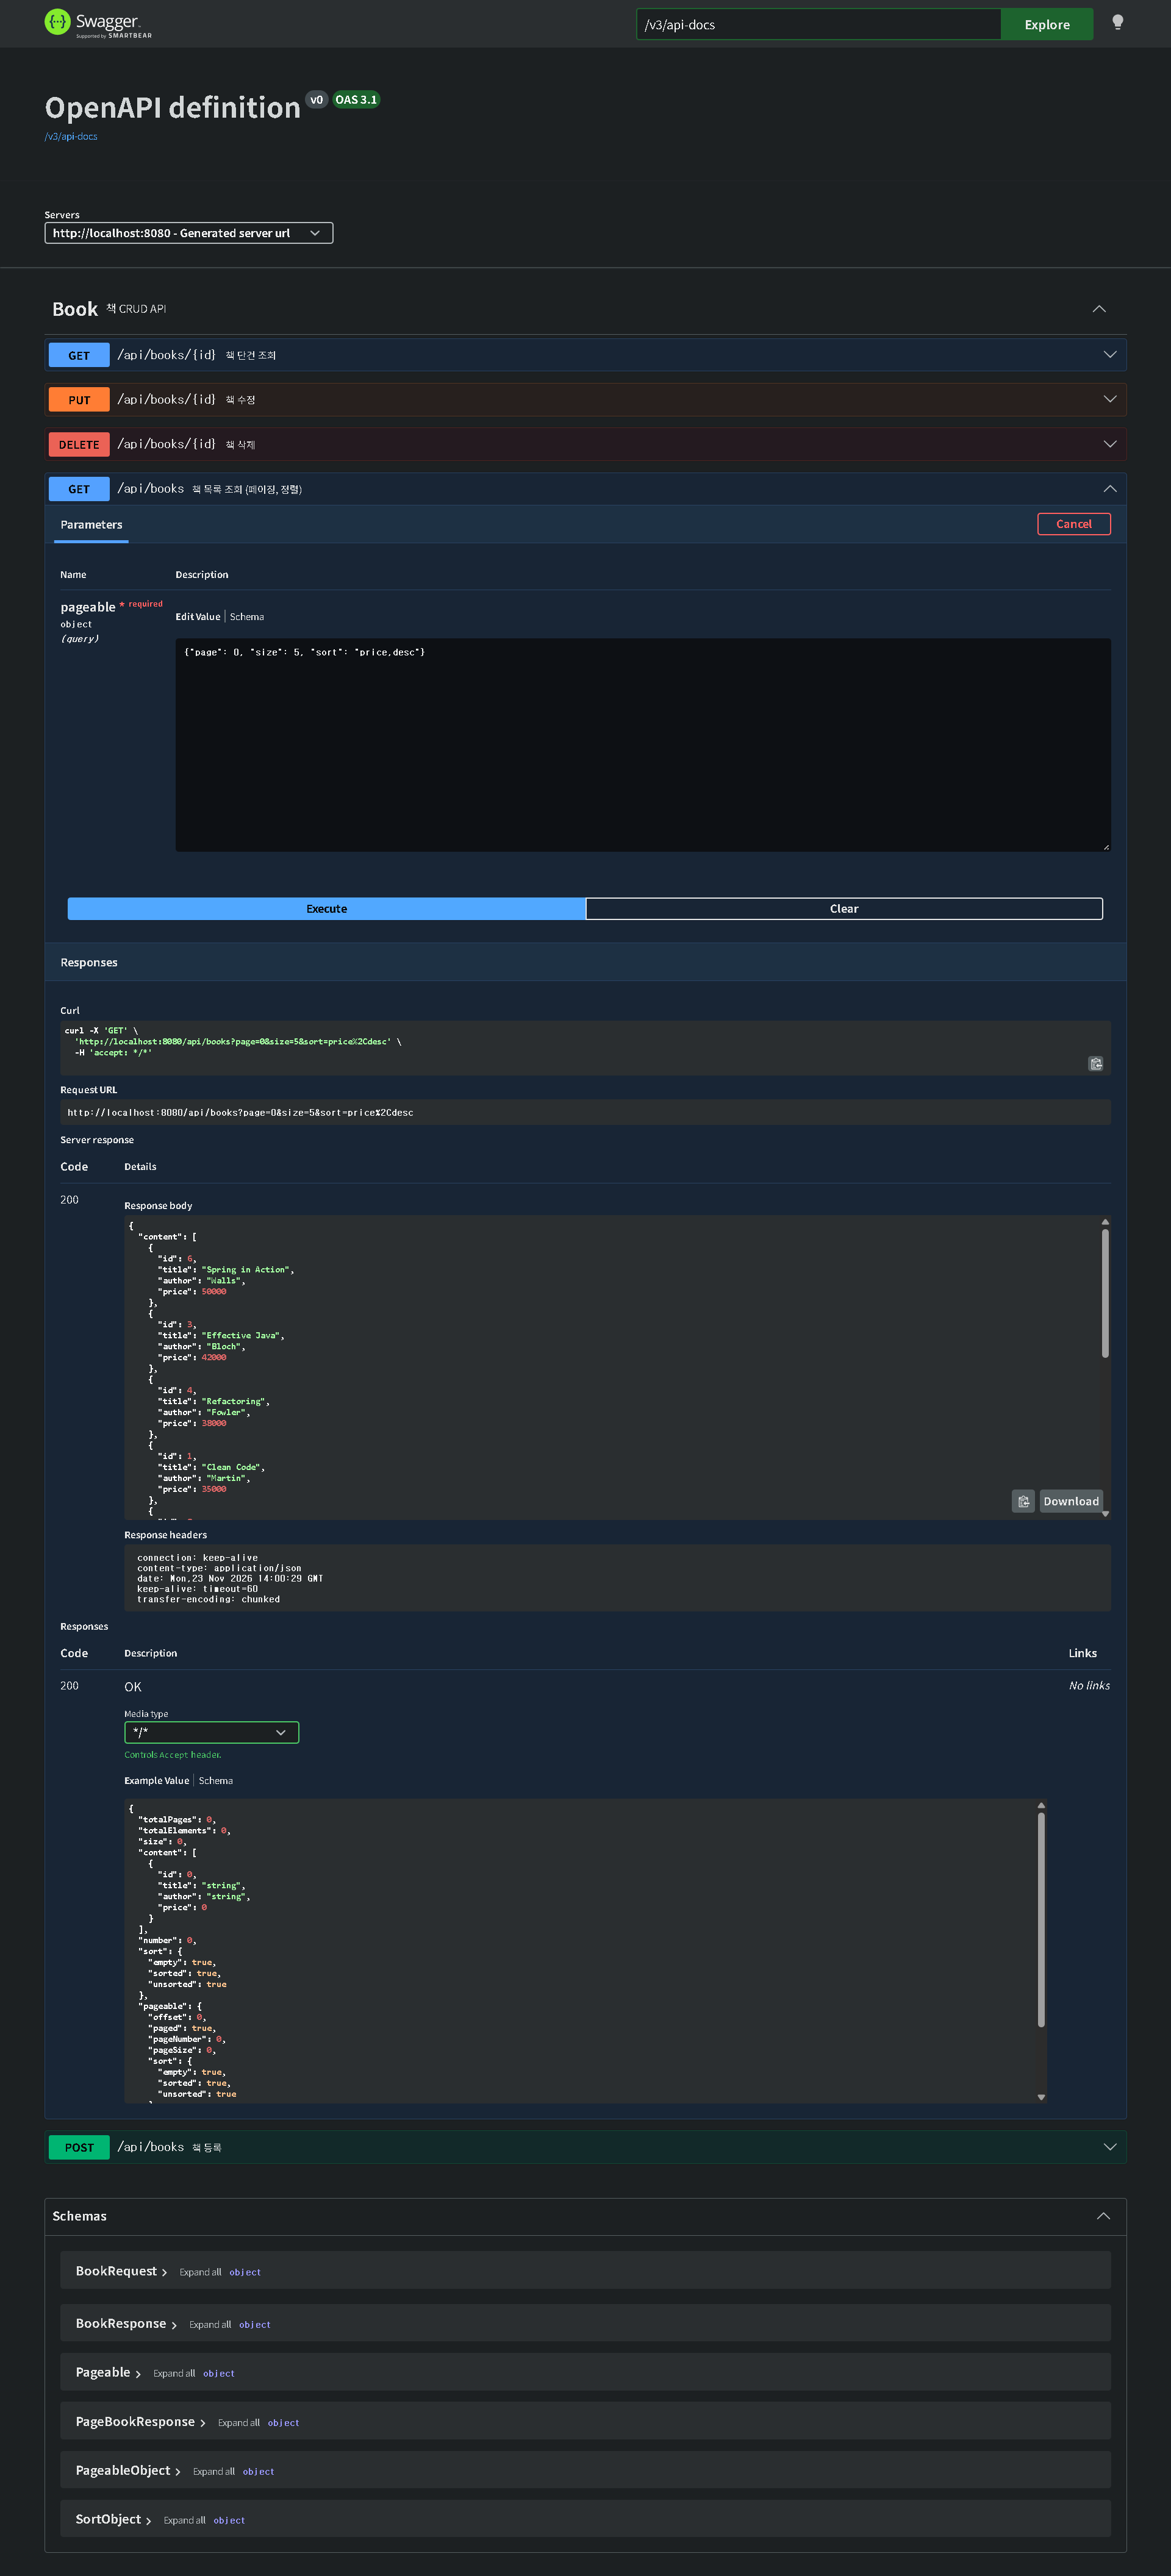 Swagger
Supported by SMARTBEAR
/v3/api-docs
Explore
OpenAPI definition v0 OAS 3.1
/v3/api-docs
Servers
http://localhost:8080 - Generated server url
Book 책 CRUD API
GET /api/books/{id} 책 단건 조회
PUT /api/books/{id} 책 수정
DELETE /api/books/{id} 책 삭제
GET /api/books 책 목록 조회 (페이징, 정렬)
Parameters
Cancel
Name Description
pageable * required
object
(query)
Edit Value | Schema
{"page": 0, "size": 5, "sort": "price,desc"}
Execute Clear
Responses
Curl
curl -X 'GET' \
'http://localhost:8080/api/books?page=0&size=5&sort=price%2Cdesc' \
-H 'accept: */*'
Request URL
http://localhost:8080/api/books?page=0&size=5&sort=price%2Cdesc
Server response
Code Details
200
Response body
{
"content": [
{
"id": 6,
"title": "Spring in Action",
"author": "Walls",
"price": 50000
},
{
"id": 3,
"title": "Effective Java",
"author": "Bloch",
"price": 42000
},
{
"id": 4,
"title": "Refactoring",
"author": "Fowler",
"price": 38000
},
{
"id": 1,
"title": "Clean Code",
"author": "Martin",
"price": 35000
},
{
Download
Response headers
connection: keep-alive
content-type: application/json
date: Mon,23 Nov 2026 14:00:29 GMT
keep-alive: timeout=60
transfer-encoding: chunked
Responses
Code Description Links
200 OK No links
Media type
*/*
Controls Accept header.
Example Value | Schema
{
"totalPages": 0,
"totalElements": 0,
"size": 0,
"content": [
{
"id": 0,
"title": "string",
"author": "string",
"price": 0
}
],
"number": 0,
"sort": {
"empty": true,
"sorted": true,
"unsorted": true
},
"pageable": {
"offset": 0,
"paged": true,
"pageNumber": 0,
"pageSize": 0,
"sort": {
"empty": true,
"sorted": true,
"unsorted": true
POST /api/books 책 등록
Schemas
BookRequest Expand all object
BookResponse Expand all object
Pageable Expand all object
PageBookResponse Expand all object
PageableObject Expand all object
SortObject Expand all object